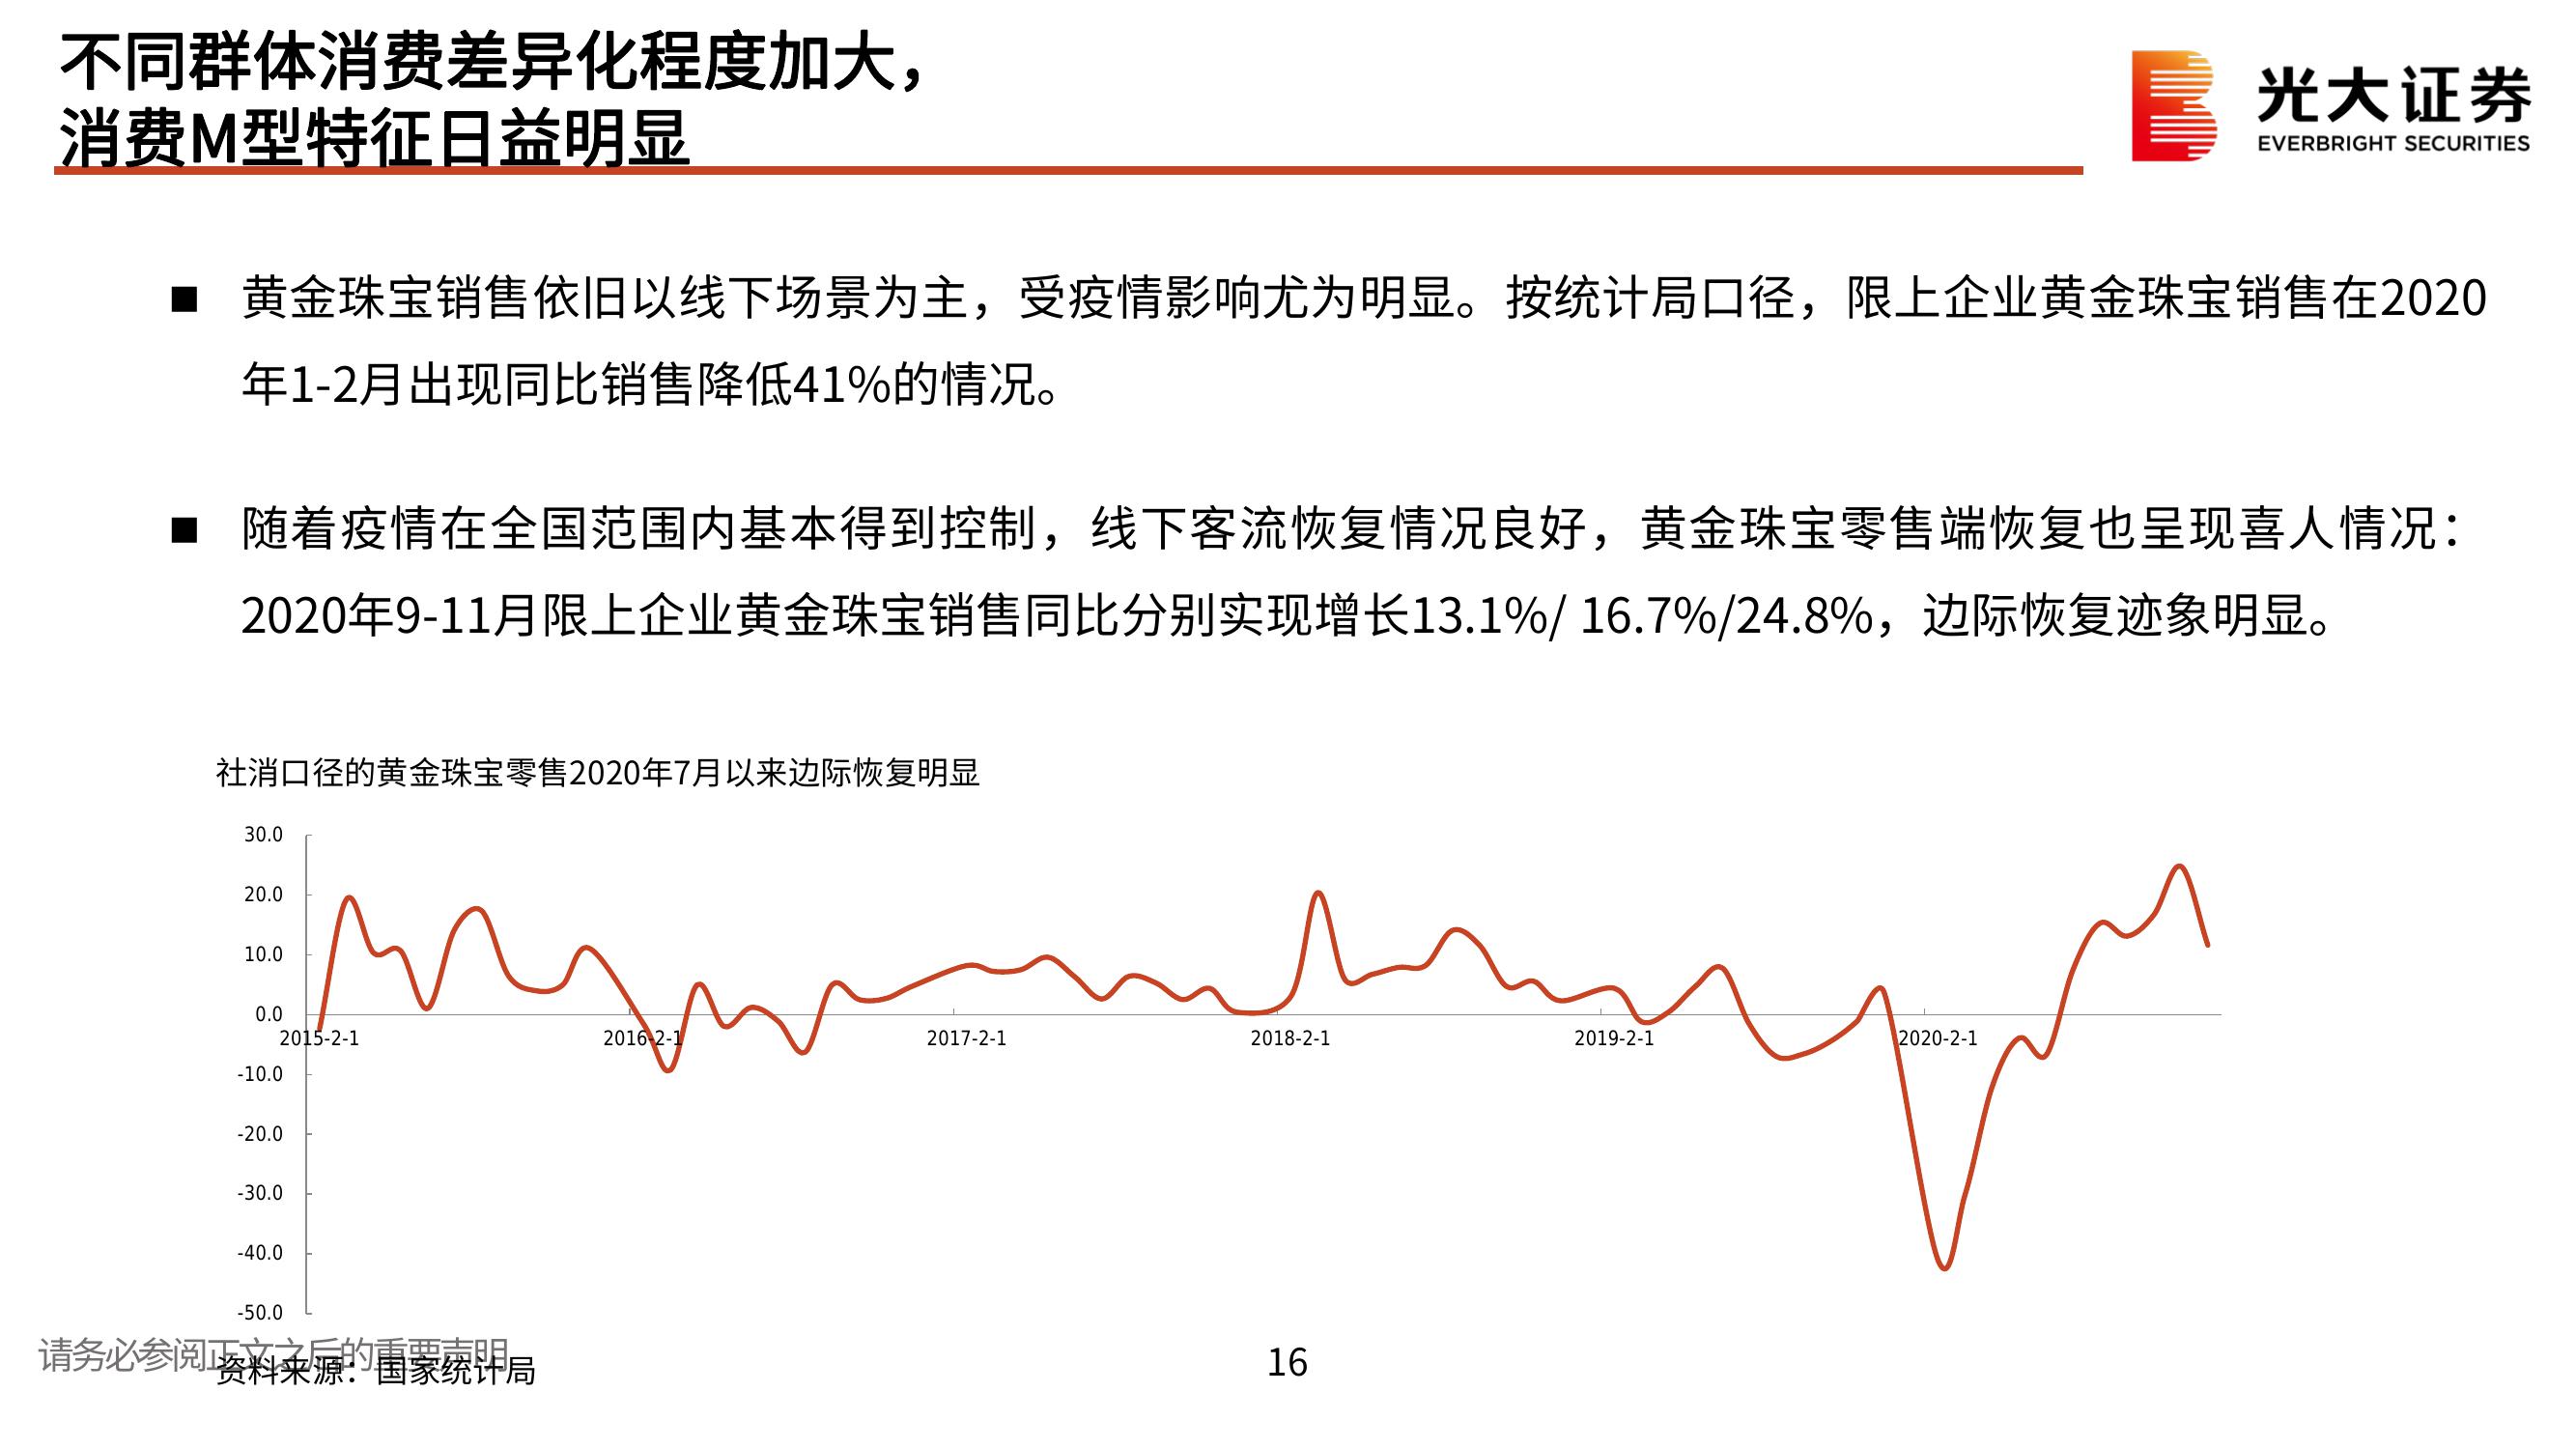 不同群体消费差异化程度加大，
消费M型特征日益明显
光大证券
EVERBRIGHT SECURITIES
■ 黄金珠宝销售依旧以线下场景为主，受疫情影响尤为明显。按统计局口径，限上企业黄金珠宝销售在2020
年1-2月出现同比销售降低41%的情况。
■ 随着疫情在全国范围内基本得到控制，线下客流恢复情况良好，黄金珠宝零售端恢复也呈现喜人情况：
2020年9-11月限上企业黄金珠宝销售同比分别实现增长13.1%/ 16.7%/24.8%，边际恢复迹象明显。
社消口径的黄金珠宝零售2020年7月以来边际恢复明显
30.0
20.0
10.0
0.0
-10.0
-20.0
-30.0
-40.0
-50.0
2015-2-1 2016-2-1 2017-2-1 2018-2-1 2019-2-1 2020-2-1
请务必参阅正文之后的重要声明
资料来源：国家统计局
16